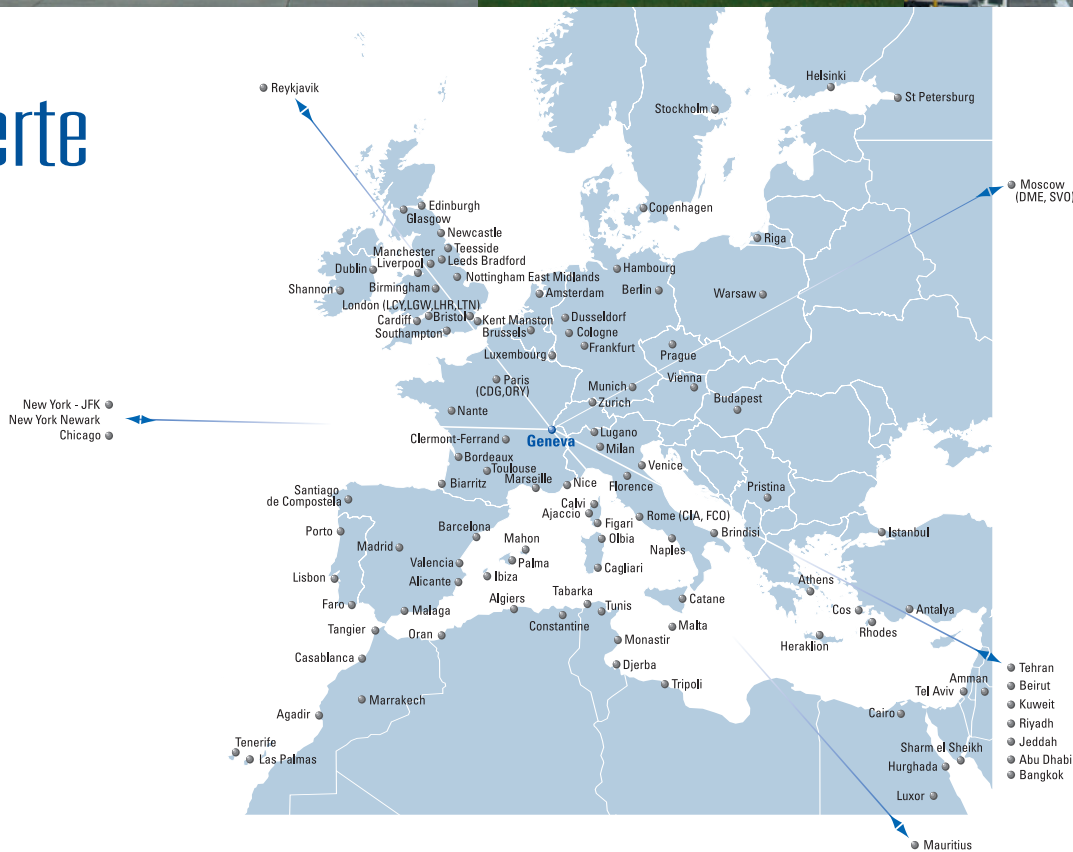 erte
Reykjavik
Helsinki
St Petersburg
Stockholm
Moscow
(DME, SVO)
Edinburgh
Glasgow
Copenhagen
Newcastle
Teesside
Manchester
Leeds Bradford
Liverpool
Riga
Dublin
Nottingham East Midlands
Hambourg
Shannon
Birmingham
Amsterdam
Berlin
Warsaw
London (LCY,LGW,LHR,LTN)
Cardiff
Bristol
Kent Manston
Dusseldorf
Southampton
Brussels
Cologne
Frankfurt
Luxembourg
Prague
Paris
(CDG,ORY)
Munich
Vienna
Zurich
Budapest
New York - JFK
New York Newark
Chicago
Nante
Clermont-Ferrand
Geneva
Lugano
Milan
Bordeaux
Toulouse
Venice
Biarritz
Marseille
Nice
Florence
Pristina
Santiago
de Compostela
Calvi
Ajaccio
Figari
Rome (CIA, FCO)
Porto
Barcelona
Olbia
Brindisi
Istanbul
Madrid
Mahon
Naples
Valencia
Palma
Cagliari
Lisbon
Alicante
Ibiza
Athens
Faro
Malaga
Algiers
Tabarka
Tunis
Catane
Cos
Antalya
Constantine
Rhodes
Tangier
Oran
Malta
Monastir
Heraklion
Casablanca
Djerba
Tehran
Tripoli
Amman
Beirut
Tel Aviv
Marrakech
Kuweit
Agadir
Cairo
Riyadh
Jeddah
Tenerife
Las Palmas
Sharm el Sheikh
Abu Dhabi
Hurghada
Bangkok
Luxor
Mauritius